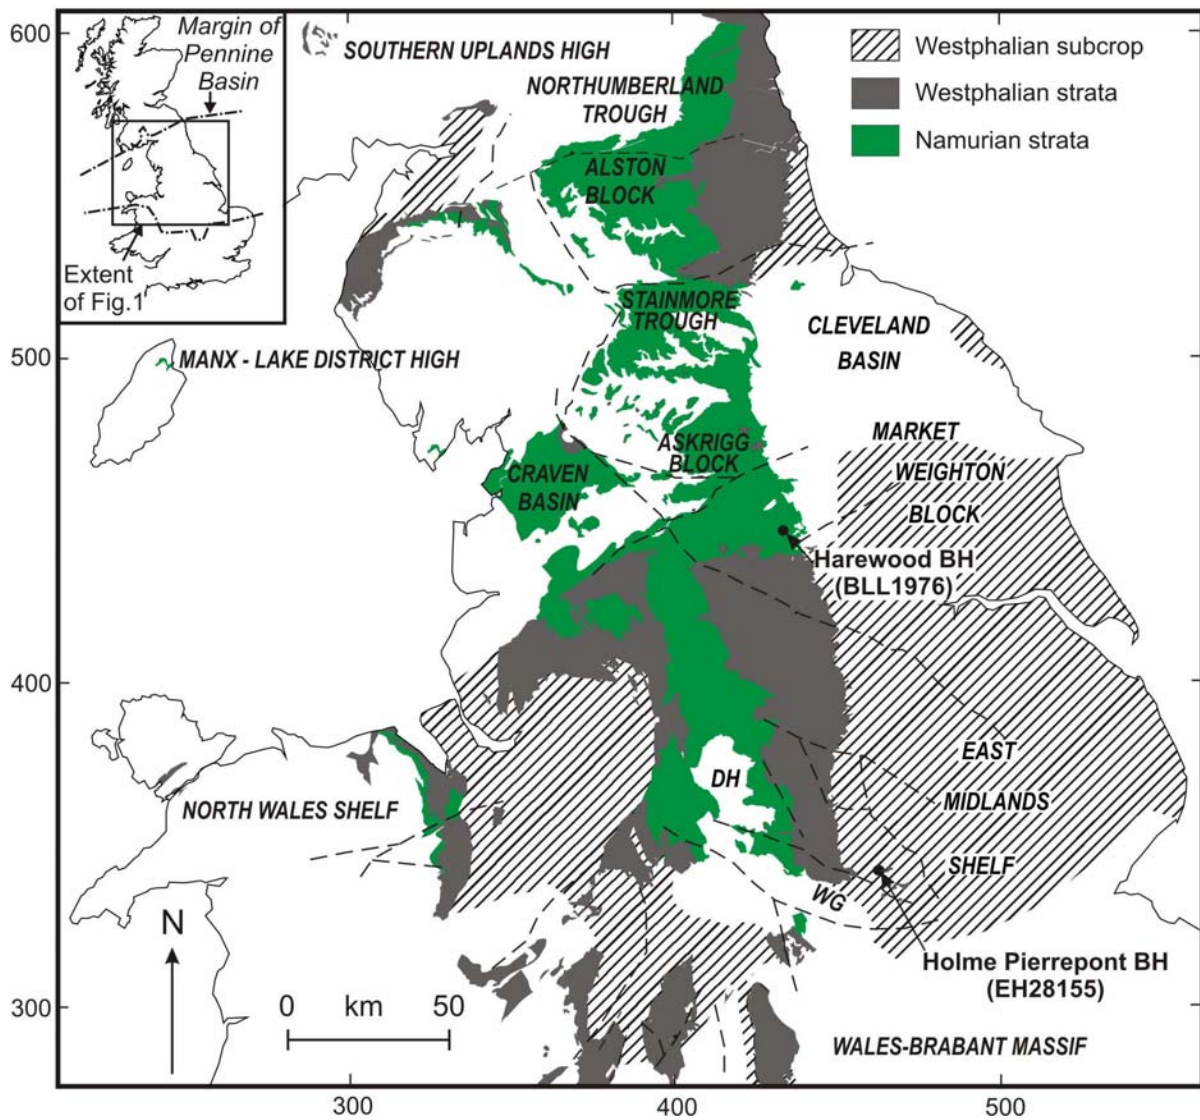 600
500
400
300
300
400
500
Margin of
Pennine
Basin
Extent
of Fig.1
SOUTHERN UPLANDS HIGH
NORTHUMBERLAND
TROUGH
Westphalian subcrop
Westphalian strata
Namurian strata
ALSTON
BLOCK
STAINMORE
TROUGH
CLEVELAND
BASIN
MANX - LAKE DISTRICT HIGH
ASKRIGG
BLOCK
CRAVEN
BASIN
MARKET
WEIGHTON
BLOCK
Harewood BH
(BLL1976)
EAST
MIDLANDS
SHELF
DH
NORTH WALES SHELF
WG
N
0 km 50
Holme Pierrepont BH
(EH28155)
WALES-BRABANT MASSIF